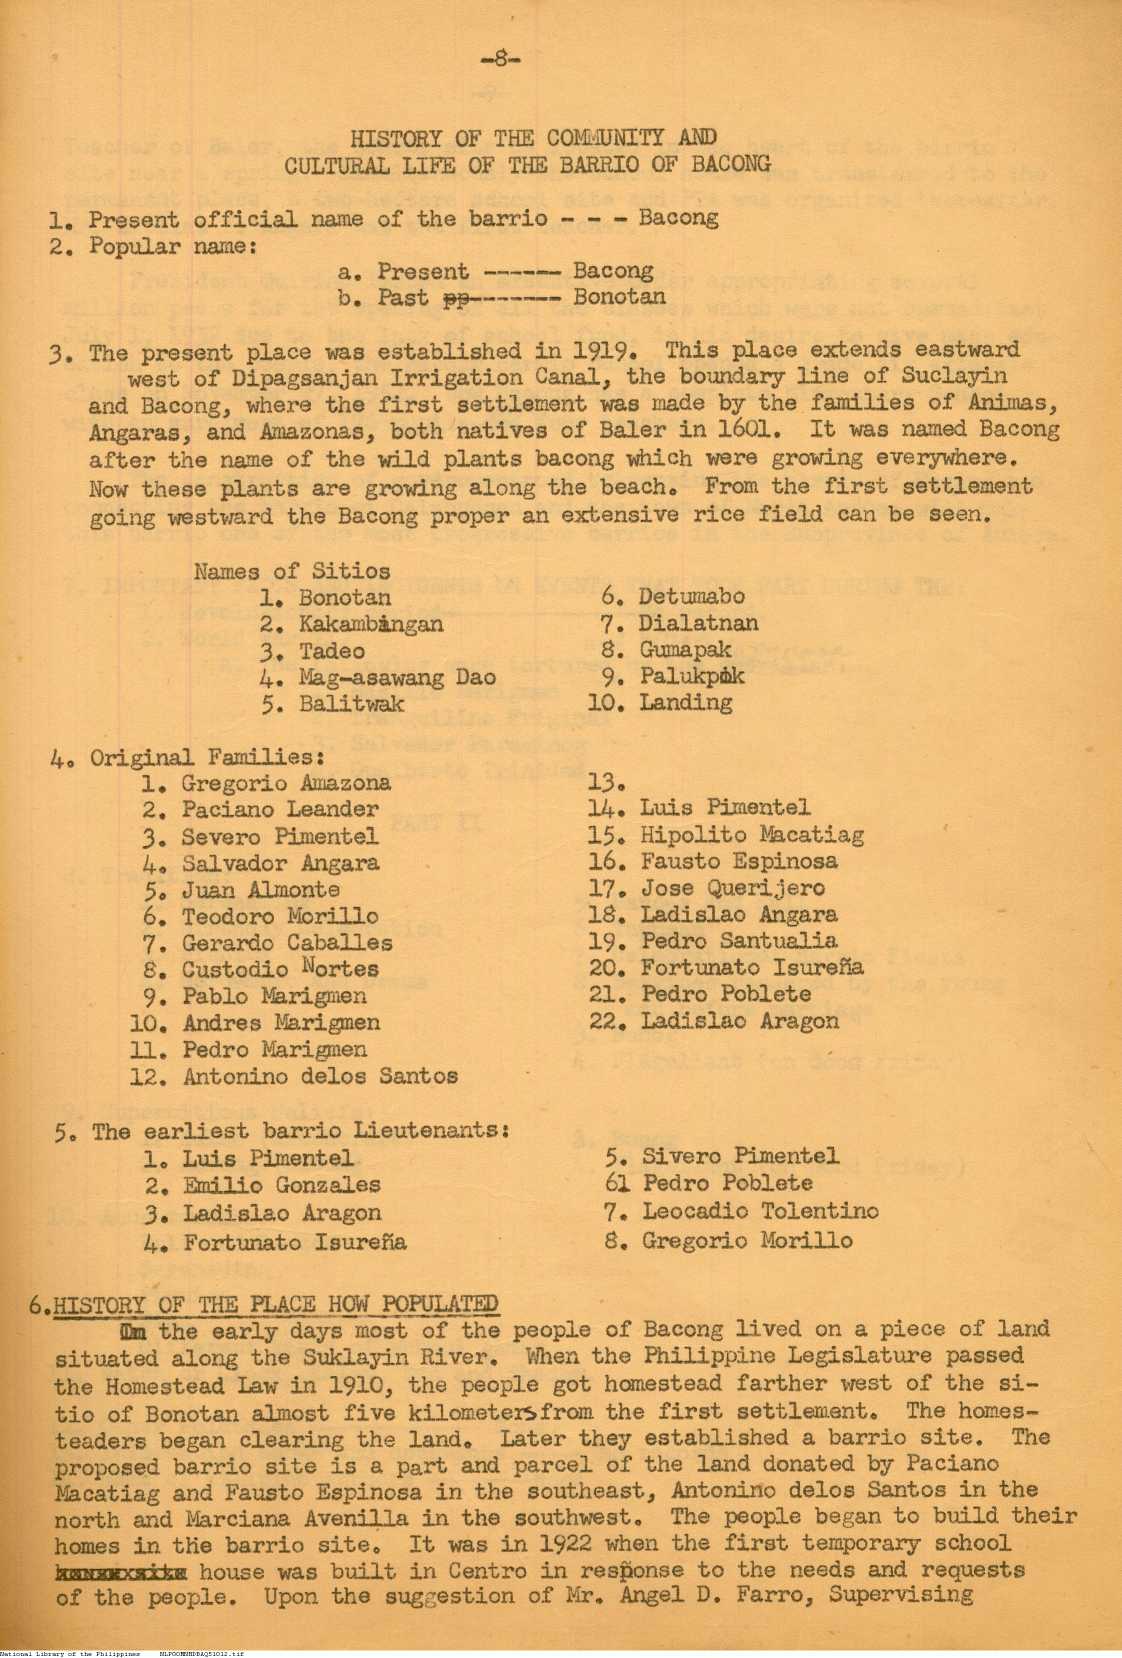 -8-
HISTORY OF THE COMMUNITY AND
CULTURAL LIFE OF THE BARRIO OF BACONG
1. Present official name of the barrio - - - Bacong
2. Popular name:
a. Present ------ Bacong
b. Past pp------- Bonotan
3. The present place was established in 1919. This place extends eastward
west of Dipagsanjan Irrigation Canal, the boundary line of Suclayin
and Bacong, where the first settlement was made by the families of Animas,
Angaras, and Amazonas, both natives of Baler in 1601. It was named Bacong
after the name of the wild plants bacong which were growing everywhere.
Now these plants are growing along the beach. From the first settlement
going westward the Bacong proper an extensive rice field can be seen.
Names of Sitios
1. Bonotan
2. Kakambingan
3. Tadeo
4. Mag-asawang Dao
5. Balitwak
6. Detumabo
7. Dialatnan
8. Gumapak
9. Palukpok
10. Landing
4. Original Families:
1. Gregorio Amazona
2. Paciano Leander
3. Severo Pimentel
4. Salvador Angara
5. Juan Almonte
6. Teodoro Morillo
7. Gerardo Caballes
8. Custodio Nortes
9. Pablo Marigmen
10. Andres Marigmen
11. Pedro Marigmen
12. Antonino delos Santos
13.
14. Luis Pimentel
15. Hipolito Macatiag
16. Fausto Espinosa
17. Jose Querijero
18. Ladislao Angara
19. Pedro Santualia
20. Fortunato Isureña
21. Pedro Poblete
22. Ladislao Aragon
5. The earliest barrio Lieutenants:
1. Luis Pimentel
2. Emilio Gonzales
3. Ladislao Aragon
4. Fortunato Isureña
5. Sivero Pimentel
61 Pedro Poblete
7. Leocadio Tolentino
8. Gregorio Morillo
6. HISTORY OF THE PLACE HOW POPULATED
In the early days most of the people of Bacong lived on a piece of land
situated along the Suklayin River. When the Philippine Legislature passed
the Homestead Law in 1910, the people got homestead farther west of the si-
tio of Bonotan almost five kilometers from the first settlement. The homes-
teaders began clearing the land. Later they established a barrio site. The
proposed barrio site is a part and parcel of the land donated by Paciano
Macatiag and Fausto Espinosa in the southeast, Antonino delos Santos in the
north and Marciana Avenilla in the southwest. The people began to build their
homes in the barrio site. It was in 1922 when the first temporary school
house was built in Centro in response to the needs and requests
of the people. Upon the suggestion of Mr. Angel D. Farro, Supervising
National Library of the Philippines NLPGOMNHDBAQ51012.tif